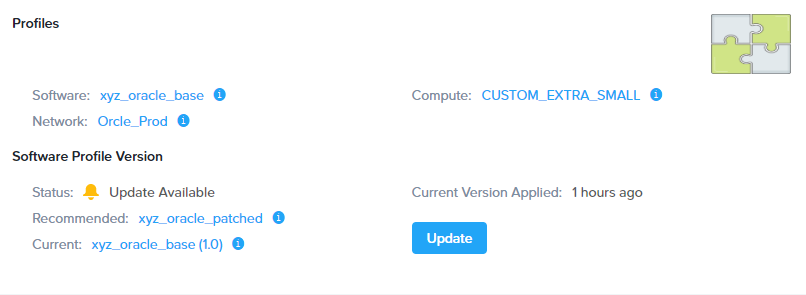 Profiles
Software: xyz_oracle_base
Compute: CUSTOM_EXTRA_SMALL
Network: Orcle_Prod
Software Profile Version
Status: Update Available
Current Version Applied: 1 hours ago
Recommended: xyz_oracle_patched
Update
Current: xyz_oracle_base (1.0)